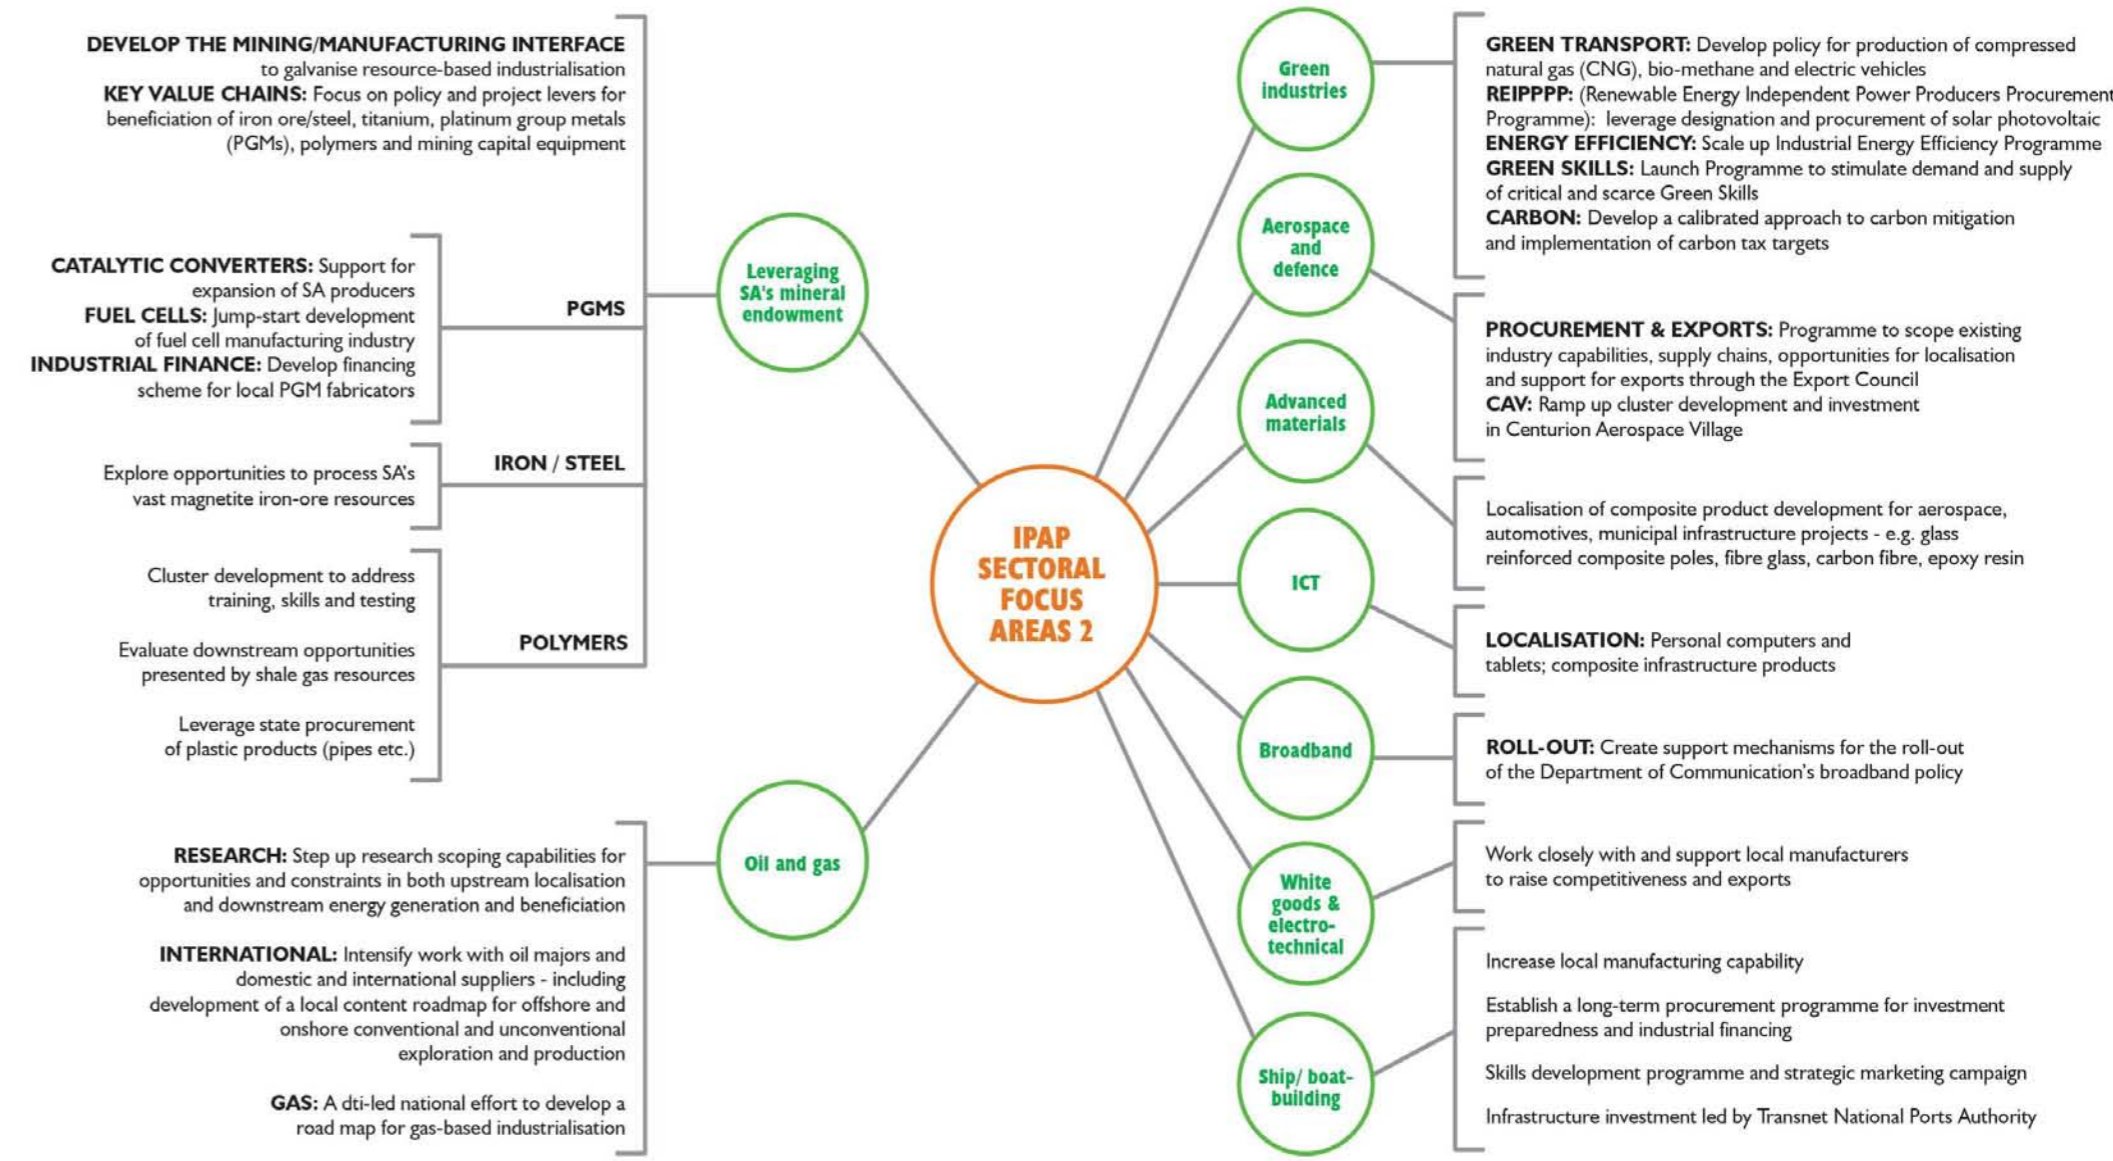 DEVELOP THE MINING/MANUFACTURING INTERFACE
to galvanise resource-based industrialisation
KEY VALUE CHAINS: Focus on policy and project levers for
beneficiation of iron ore/steel, titanium, platinum group metals
(PGMs), polymers and mining capital equipment
CATALYTIC CONVERTERS: Support for
expansion of SA producers
FUEL CELLS: Jump-start development
of fuel cell manufacturing industry
INDUSTRIAL FINANCE: Develop financing
scheme for local PGM fabricators
PGMS
Explore opportunities to process SA's
vast magnetite iron-ore resources
IRON / STEEL
Cluster development to address
training, skills and testing
Evaluate downstream opportunities
presented by shale gas resources
Leverage state procurement
of plastic products (pipes etc.)
POLYMERS
Leveraging
SA's mineral
endowment
RESEARCH: Step up research scoping capabilities for
opportunities and constraints in both upstream localisation
and downstream energy generation and beneficiation
INTERNATIONAL: Intensify work with oil majors and
domestic and international suppliers - including
development of a local content roadmap for offshore and
onshore conventional and unconventional
exploration and production
GAS: A dti-led national effort to develop a
road map for gas-based industrialisation
Oil and gas
IPAP
SECTORAL
FOCUS
AREAS 2
Green
industries
GREEN TRANSPORT: Develop policy for production of compressed
natural gas (CNG), bio-methane and electric vehicles
REIPPPP: (Renewable Energy Independent Power Producers Procurement
Programme): leverage designation and procurement of solar photovoltaic
ENERGY EFFICIENCY: Scale up Industrial Energy Efficiency Programme
GREEN SKILLS: Launch Programme to stimulate demand and supply
of critical and scarce Green Skills
CARBON: Develop a calibrated approach to carbon mitigation
and implementation of carbon tax targets
Aerospace
and
defence
PROCUREMENT & EXPORTS: Programme to scope existing
industry capabilities, supply chains, opportunities for localisation
and support for exports through the Export Council
CAV: Ramp up cluster development and investment
in Centurion Aerospace Village
Advanced
materials
Localisation of composite product development for aerospace,
automotives, municipal infrastructure projects - e.g. glass
reinforced composite poles, fibre glass, carbon fibre, epoxy resin
ICT
LOCALISATION: Personal computers and
tablets; composite infrastructure products
Broadband
ROLL-OUT: Create support mechanisms for the roll-out
of the Department of Communication's broadband policy
White
goods &
electro-
technical
Work closely with and support local manufacturers
to raise competitiveness and exports
Ship/ boat-
building
Increase local manufacturing capability
Establish a long-term procurement programme for investment
preparedness and industrial financing
Skills development programme and strategic marketing campaign
Infrastructure investment led by Transnet National Ports Authority